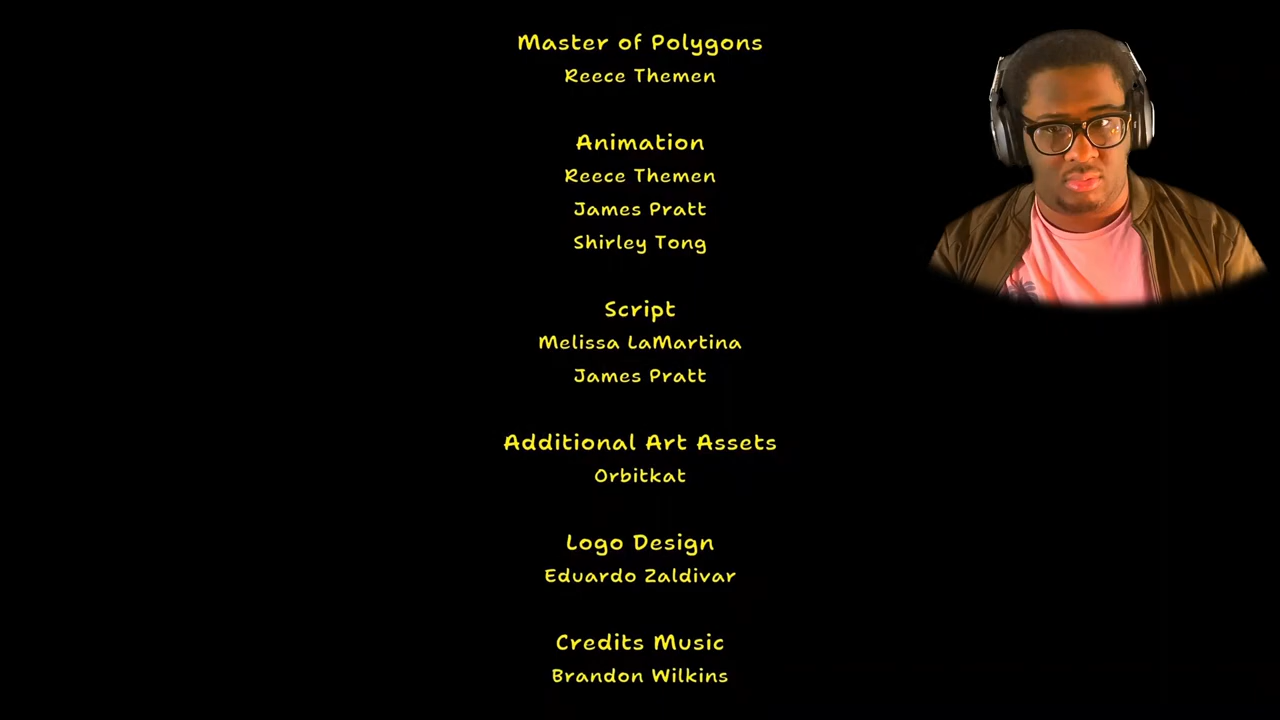 Master of Polygons
Reece Themen
Animation
Reece Themen
James Pratt
Shirley Tong
Script
Melissa LaMartina
James Pratt
Additional Art Assets
Orbitkat
Logo Design
Eduardo Zaldivar
Credits Music
Brandon Wilkins